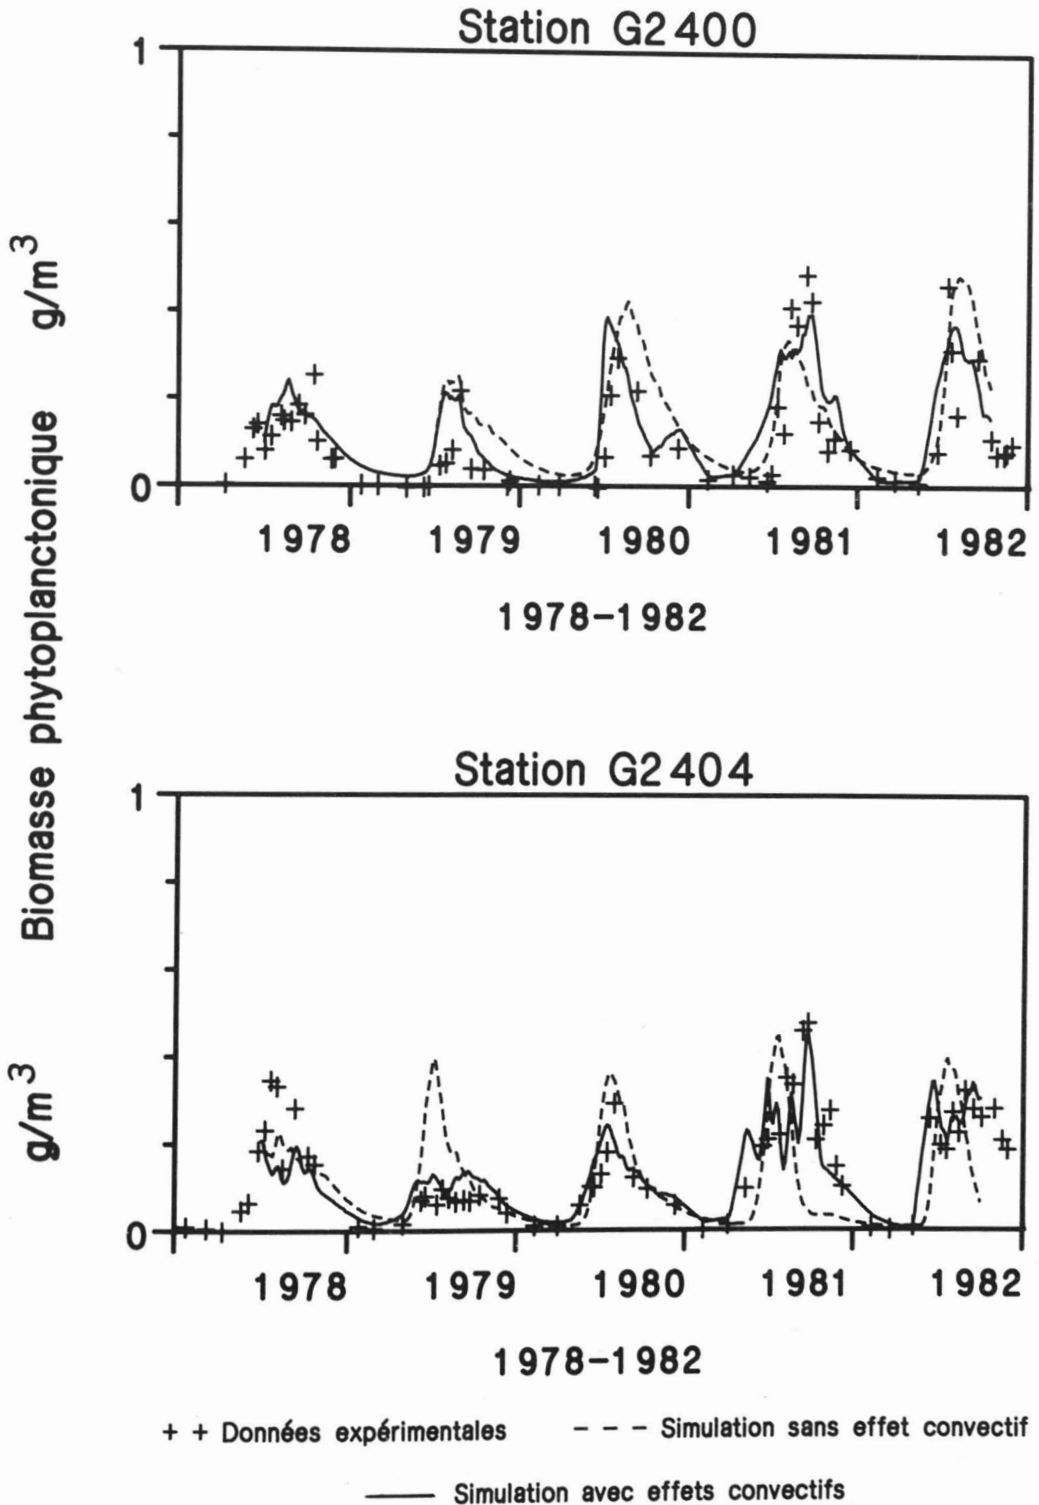 Station G2400
1
0
1978 1979 1980 1981 1982
1978-1982
Biomasse phytoplanctonique g/m³
Station G2404
1
0
1978 1979 1980 1981 1982
1978-1982
g/m³
+ + Données expérimentales --- Simulation sans effet convectif
Simulation avec effets convectifs